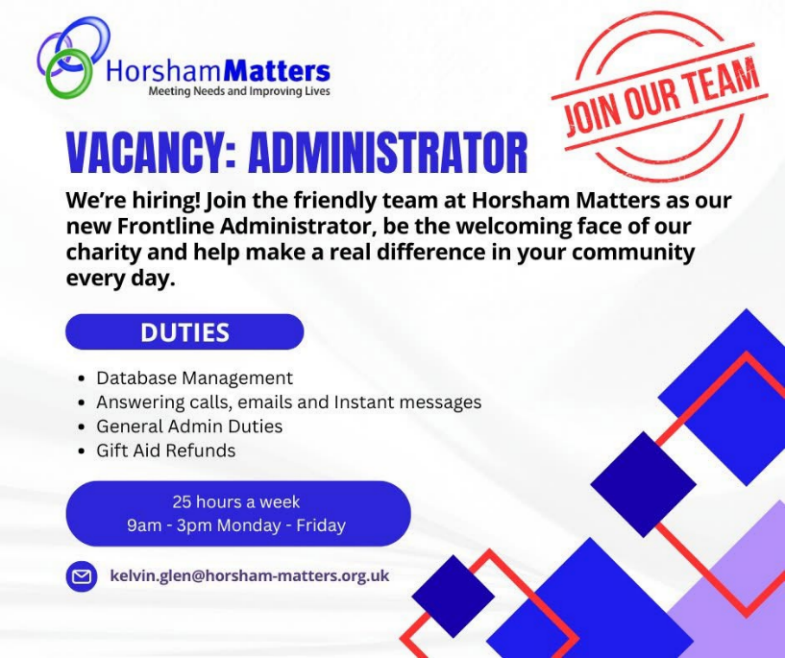 HorshamMatters
Meeting Needs and Improving Lives
JOIN OUR TEAM
VACANCY: ADMINISTRATOR
We're hiring! Join the friendly team at Horsham Matters as our
new Frontline Administrator, be the welcoming face of our
charity and help make a real difference in your community
every day.
DUTIES
• Database Management
• Answering calls, emails and Instant messages
• General Admin Duties
• Gift Aid Refunds
25 hours a week
9am - 3pm Monday - Friday
kelvin.glen@horsham-matters.org.uk